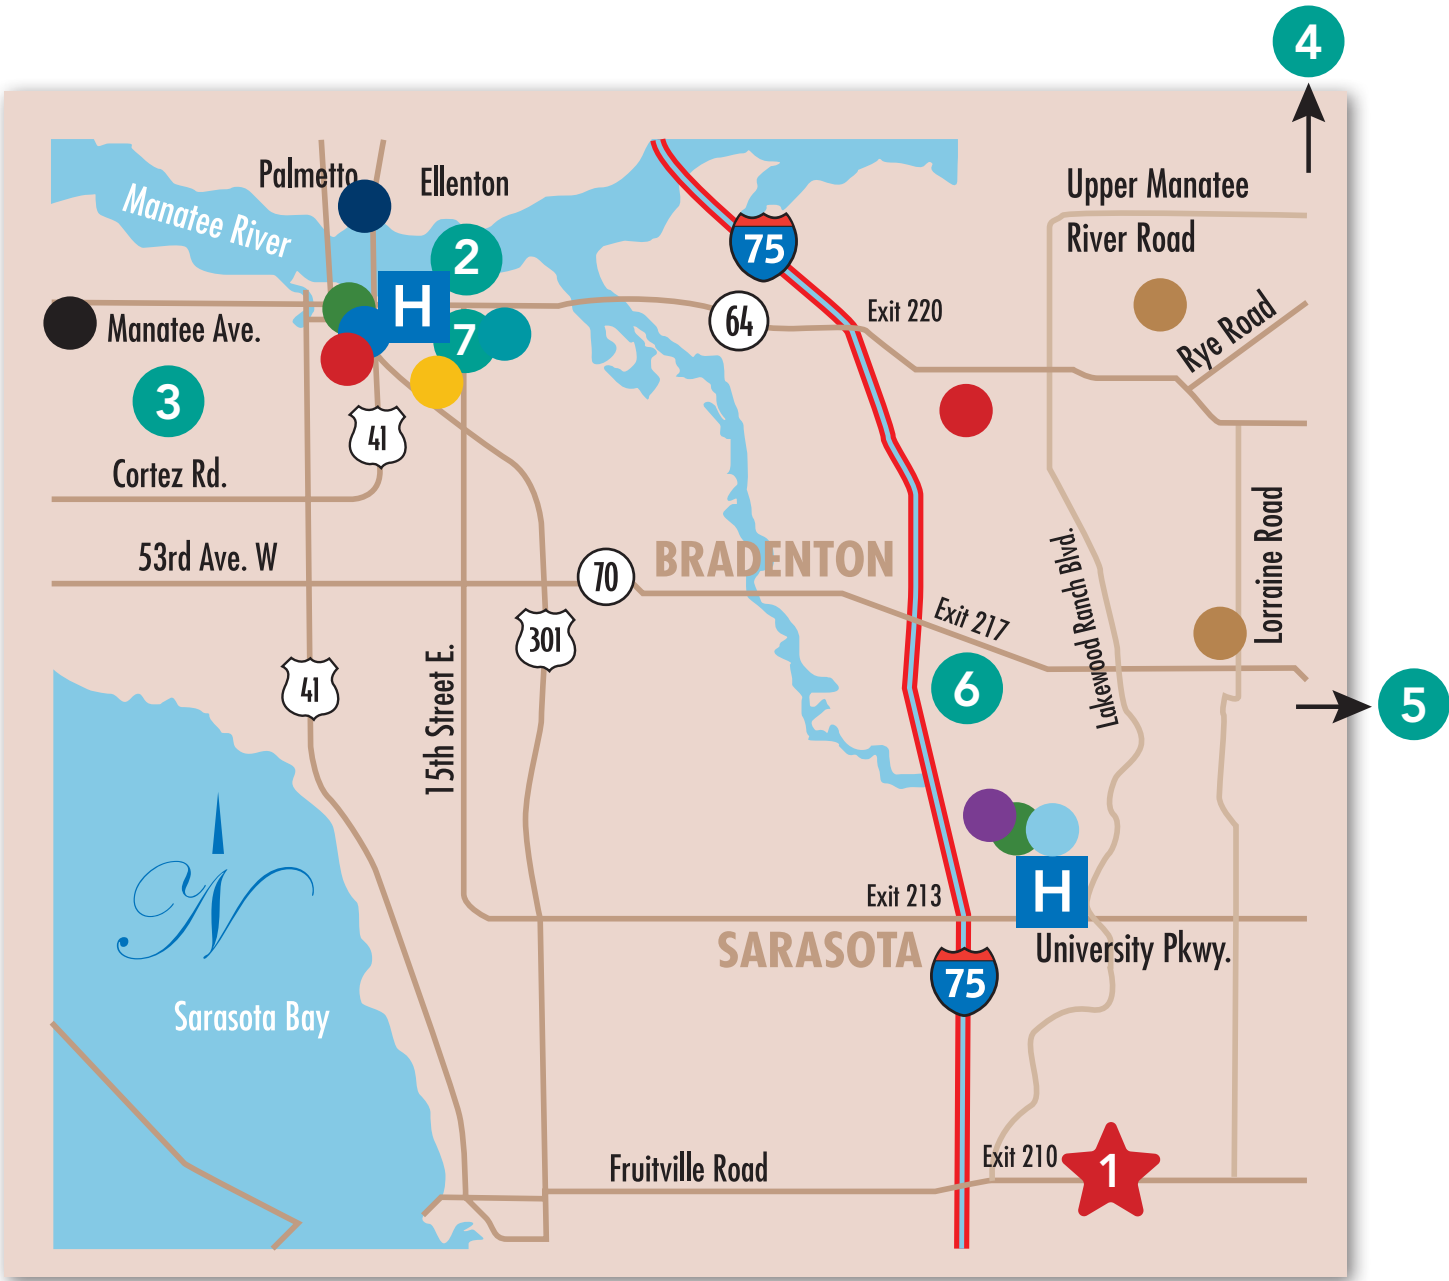 4
Palmetto
Ellenton
Upper Manatee
River Road
Manatee River
2
75
H
64
Exit 220
Manatee Ave.
7
Rye Road
3
41
Cortez Rd.
Lorraine Road
53rd Ave. W
70
BRADENTON
Lakewood Ranch Blvd.
Exit 217
301
41
15th Street E.
6
5
N
Exit 213
H
SARASOTA
University Pkwy.
75
Sarasota Bay
Fruitville Road
Exit 210
1